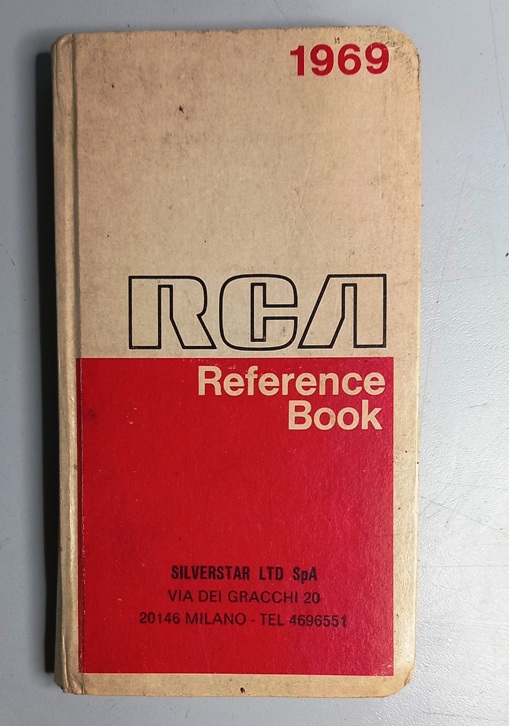 1969
RCA
Reference
Book
SILVERSTAR LTD SpA
VIA DEI GRACCHI 20
20146 MILANO - TEL 4696551